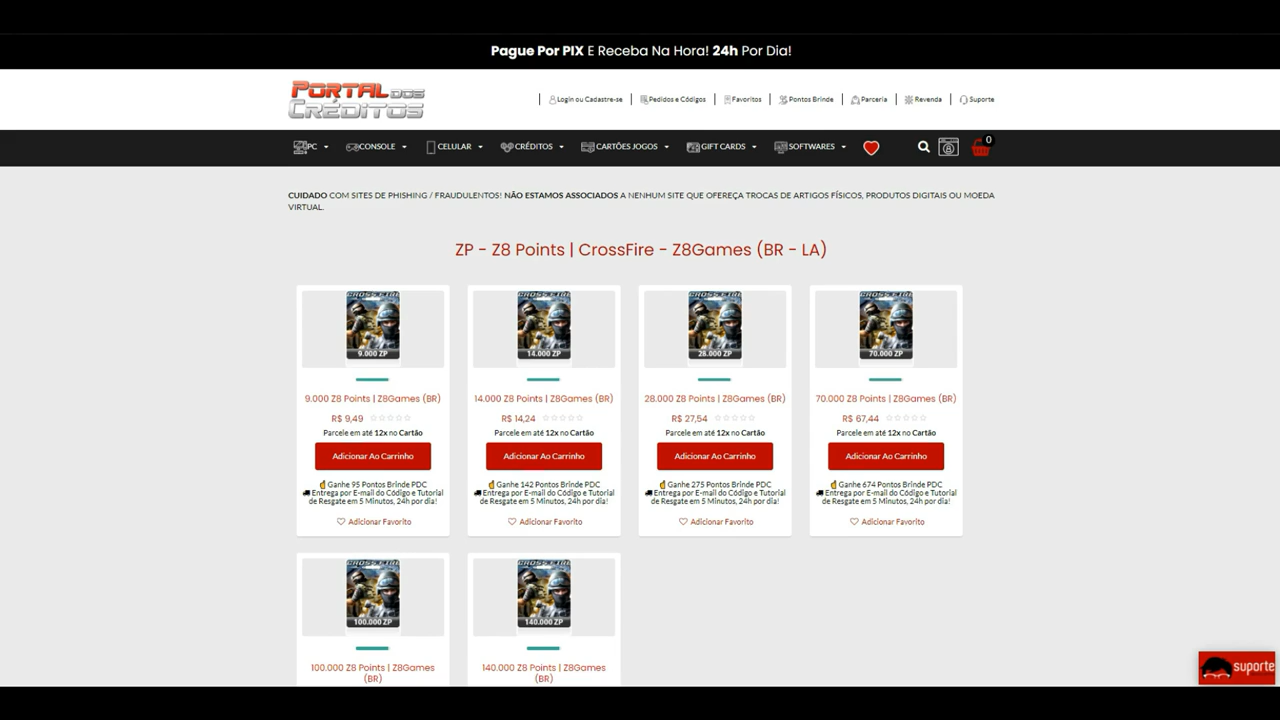 Pague Por PIX E Receba Na Hora! 24h Por Dia!
PORTAL DOS
CRÉDITOS
Login ou Cadastre-se Pedidos e Códigos Favoritos Pontos Brinde Parceria Revenda Suporte
PC CONSOLE CELULAR CRÉDITOS CARTÕES JOGOS GIFT CARDS SOFTWARES 0
CUIDADO COM SITES DE PHISHING / FRAUDULENTOS! NÃO ESTAMOS ASSOCIADOS A NENHUM SITE QUE OFEREÇA TROCAS DE ARTIGOS FÍSICOS, PRODUTOS DIGITAIS OU MOEDA
VIRTUAL.
ZP - Z8 Points | CrossFire - Z8Games (BR - LA)
CROSS FIRE CROSS FIRE CROSS FIRE CROSS FIRE
9.000 ZP 14.000 ZP 28.000 ZP 70.000 ZP
9.000 Z8 Points | Z8Games (BR) 14.000 Z8 Points | Z8Games (BR) 28.000 Z8 Points | Z8Games (BR) 70.000 Z8 Points | Z8Games (BR)
R$ 9,49 R$ 14,24 R$ 27,54 R$ 67,44
Parcele em até 12x no Cartão Parcele em até 12x no Cartão Parcele em até 12x no Cartão Parcele em até 12x no Cartão
Adicionar Ao Carrinho Adicionar Ao Carrinho Adicionar Ao Carrinho Adicionar Ao Carrinho
Ganhe 95 Pontos Brinde PDC Ganhe 142 Pontos Brinde PDC Ganhe 275 Pontos Brinde PDC Ganhe 674 Pontos Brinde PDC
Entrega por E-mail do Código e Tutorial Entrega por E-mail do Código e Tutorial Entrega por E-mail do Código e Tutorial Entrega por E-mail do Código e Tutorial
de Resgate em 5 Minutos, 24h por dia! de Resgate em 5 Minutos, 24h por dia! de Resgate em 5 Minutos, 24h por dia! de Resgate em 5 Minutos, 24h por dia!
Adicionar Favorito Adicionar Favorito Adicionar Favorito Adicionar Favorito
CROSS FIRE CROSS FIRE
100.000 ZP 140.000 ZP
100.000 Z8 Points | Z8Games 140.000 Z8 Points | Z8Games
(BR) (BR)
suporte